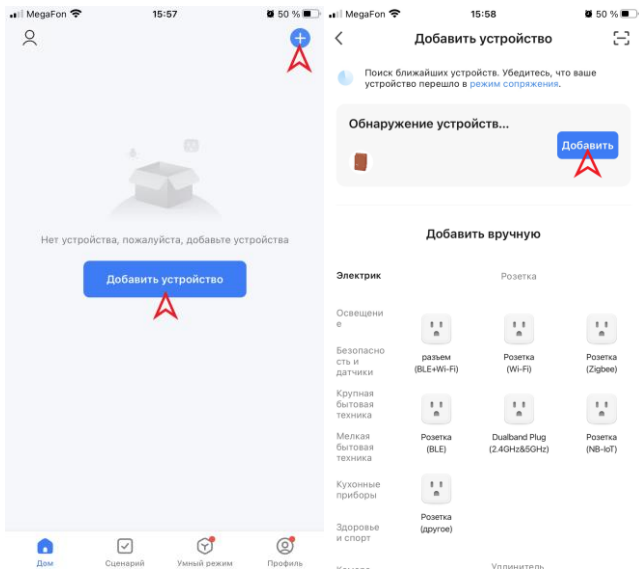 MegaFon 15:57 50 %
Нет устройства, пожалуйста, добавьте устройства
Добавить устройство
Дом Сценарий Умный режим Профиль
MegaFon 15:58 50 %
Добавить устройство
Поиск ближайших устройств. Убедитесь, что ваше
устройство перешло в режим сопряжения.
Обнаружение устройств...
Добавить
Добавить вручную
Электрик
Освещени
е
Безопасно
сть и
датчики
Крупная
бытовая
техника
Мелкая
бытовая
техника
Кухонные
приборы
Здоровье
и спорт
Розетка
разъем
(BLE+Wi-Fi)
Розетка
(Wi-Fi)
Розетка
(Zigbee)
Розетка
(BLE)
Dualband Plug
(2.4GHz&5GHz)
Розетка
(NB-IoT)
Розетка
(другое)
Удлинитель